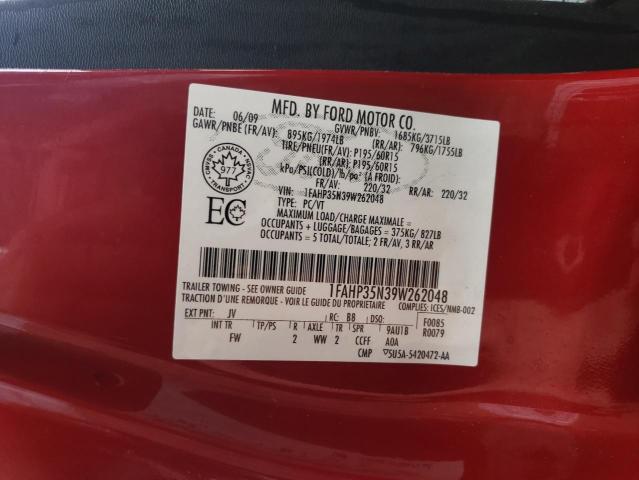 MFD. BY FORD MOTOR CO.
DATE: 06/09 GVWR/PNBV: 1685KG/3715LB
GAWR/PNBE (FR/AV): 895KG/1974LB (RR/AR): 796KG/1755LB
TIRE/PNEU(FR/AV): P195/60R15
(RR/AR): P195/60R15
kPa/PSI(COLD)/lb/po² (À FROID)
FR/AV: 220/32 RR/AR: 220/32
VIN: 1FAHP35N39W262048
TYPE: PC/VT
MAXIMUM LOAD/CHARGE MAXIMALE =
OCCUPANTS + LUGGAGE/BAGAGES = 375KG/ 827LB
OCCUPANTS = 5 TOTAL/TOTALE; 2 FR/AV, 3 RR/AR
CANADA
977
TRANSPORT
CMVSS
NSVAC
EC
1FAHP35N39W262048
TRAILER TOWING - SEE OWNER GUIDE
TRACTION D'UNE REMORQUE - VOIR LE GUIDE DU PROPRIETAIRE COMPLIES: ICES/NMB-002
EXT PNT: JV RC: BB DSO: F0085
INT TR TP/PS R AXLE TR SPR 9AU1B R0079
FW 2 WW 2 CCFF A0A
CMP 5U5A-5420472-AA